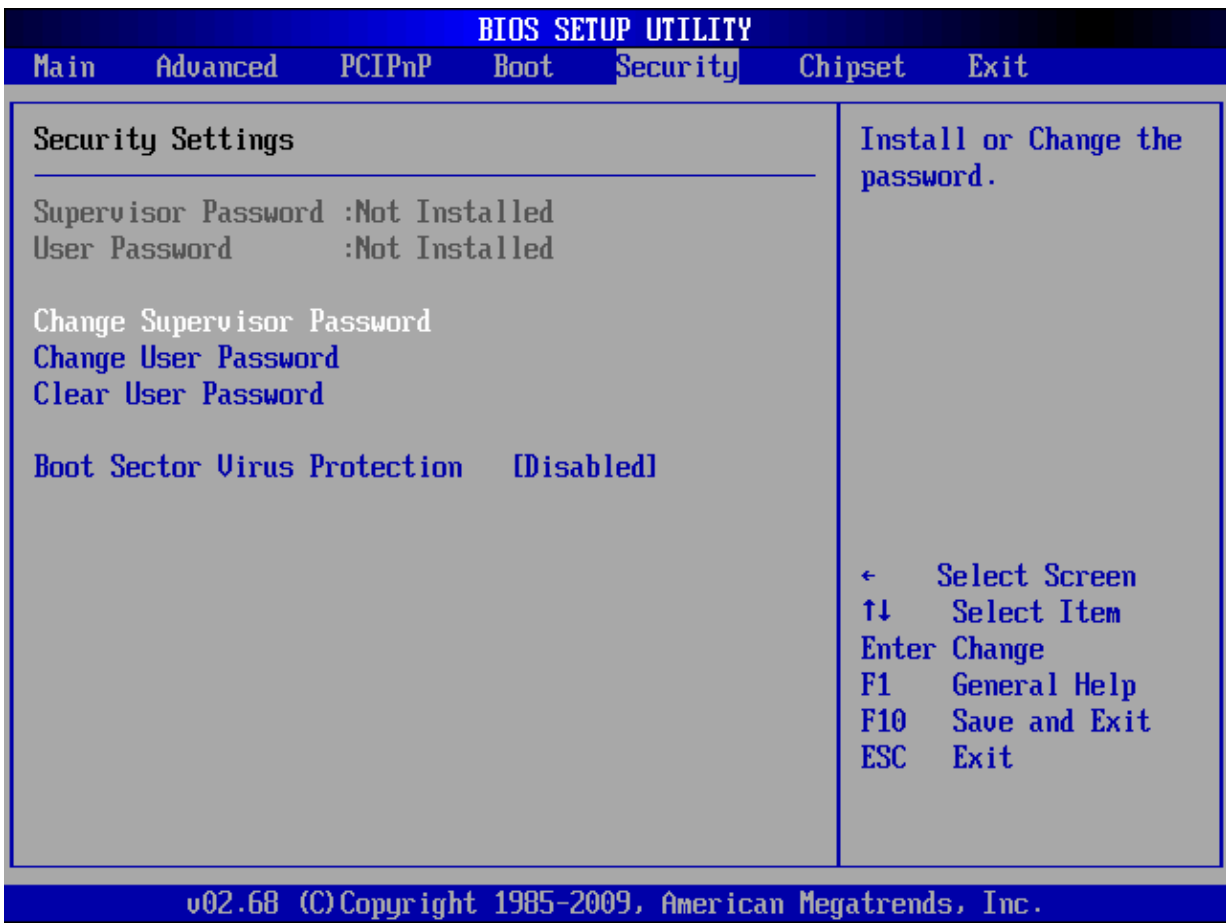 BIOS SETUP UTILITY
Main Advanced PCIPnP Boot Security Chipset Exit
Security Settings
Supervisor Password :Not Installed
User Password :Not Installed
Change Supervisor Password
Change User Password
Clear User Password
Boot Sector Virus Protection [Disabled]
Install or Change the
password.
← Select Screen
↑↓ Select Item
Enter Change
F1 General Help
F10 Save and Exit
ESC Exit
v02.68 (C)Copyright 1985-2009, American Megatrends, Inc.